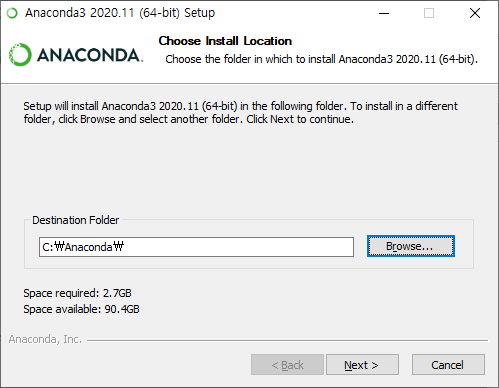 Anaconda3 2020.11 (64-bit) Setup
ANACONDA.
Choose Install Location
Choose the folder in which to install Anaconda3 2020.11 (64-bit).
Setup will install Anaconda3 2020.11 (64-bit) in the following folder. To install in a different
folder, click Browse and select another folder. Click Next to continue.
Destination Folder
C:₩Anaconda₩
Browse...
Space required: 2.7GB
Space available: 90.4GB
Anaconda, Inc.
< Back
Next >
Cancel